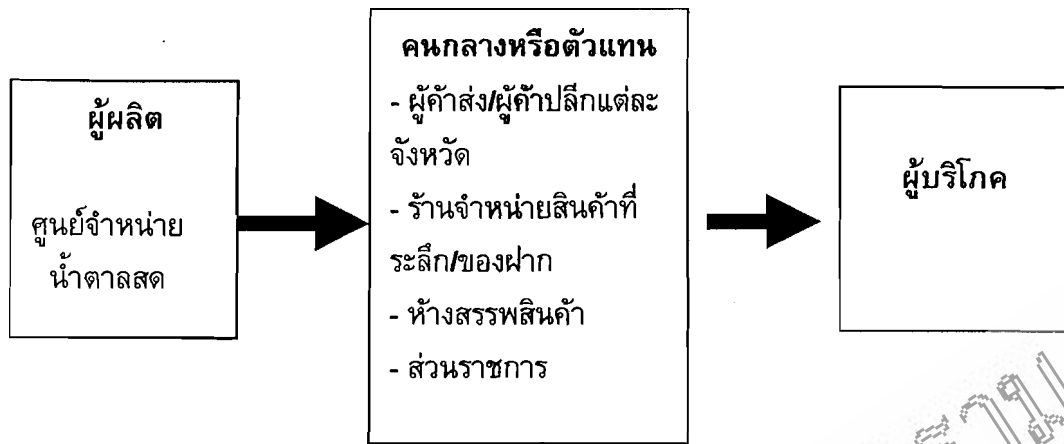 ผู้ผลิต
ศูนย์จำหน่าย
น้ำตาลสด
คนกลางหรือตัวแทน
- ผู้ค้าส่ง/ผู้ค้าปลีกแต่ละ
จังหวัด
- ร้านจำหน่ายสินค้าที่
ระลึก/ของฝาก
- ห้างสรรพสินค้า
- ส่วนราชการ
ผู้บริโภค